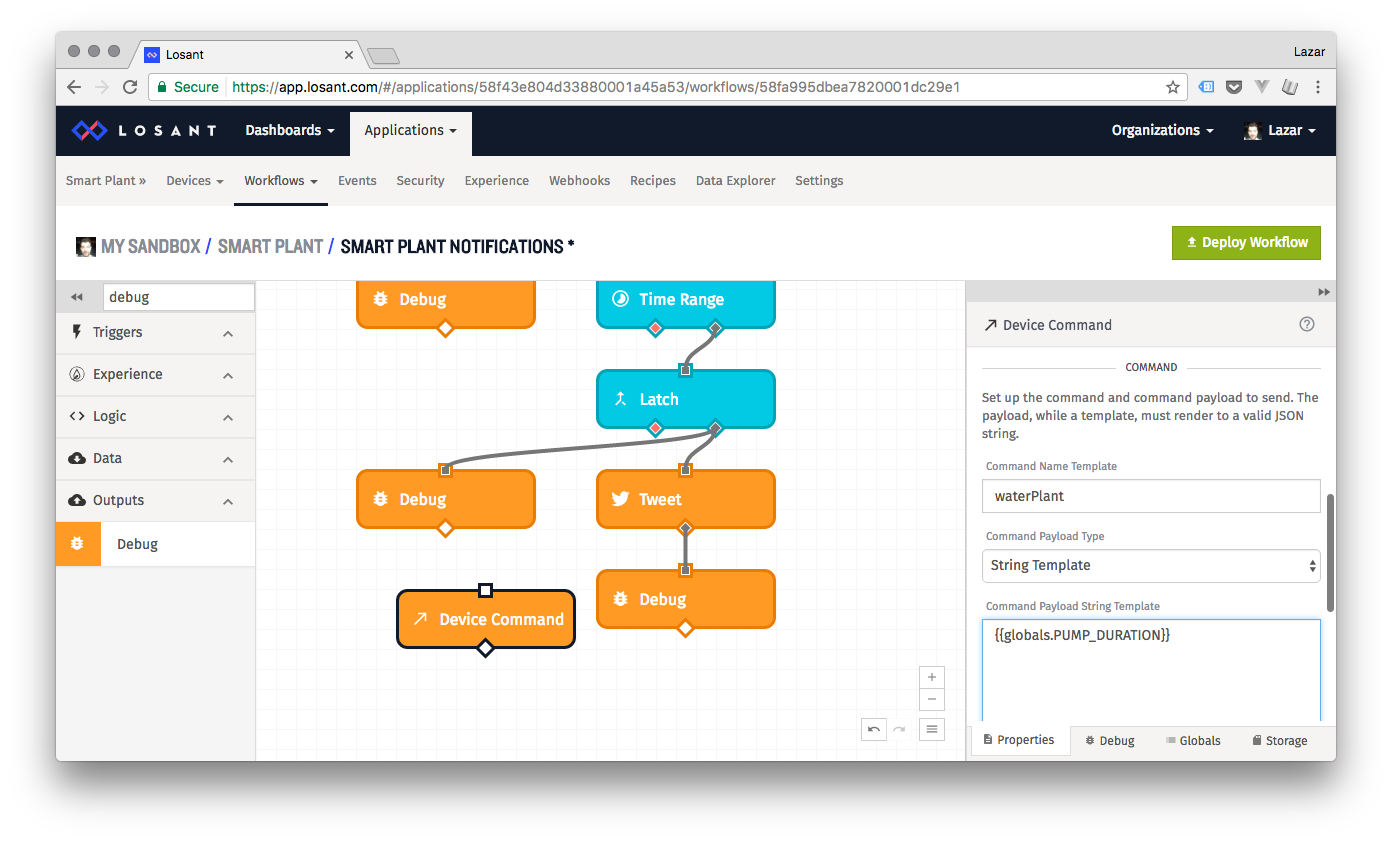 Losant
Lazar
Secure https://app.losant.com/#/applications/58f43e804d33880001a45a53/workflows/58fa995dbea7820001dc29e1
LOSANT Dashboards Applications Organizations Lazar
Smart Plant » Devices Workflows Events Security Experience Webhooks Recipes Data Explorer Settings
MY SANDBOX / SMART PLANT / SMART PLANT NOTIFICATIONS *
Deploy Workflow
debug
Triggers
Experience
Logic
Data
Outputs
Debug
Debug
Time Range
Latch
Debug
Tweet
Device Command
Debug
Device Command
COMMAND
Set up the command and command payload to send. The
payload, while a template, must render to a valid JSON
string.
Command Name Template
waterPlant
Command Payload Type
String Template
Command Payload String Template
{{globals.PUMP_DURATION}}
Properties Debug Globals Storage